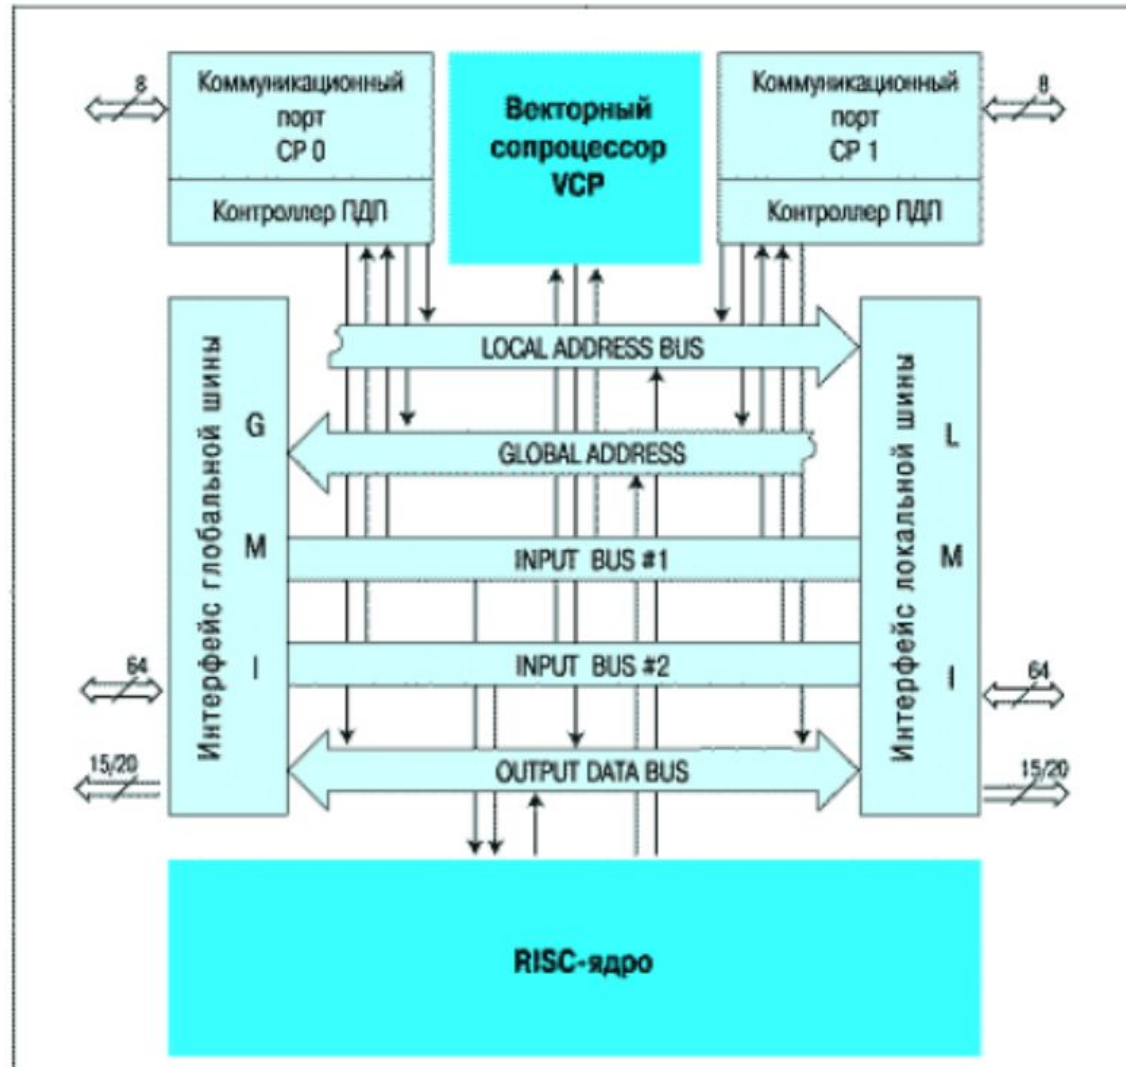 8
Коммуникационный
порт
CP 0
Контроллер ПДП
Векторный
сопроцессор
VCP
Коммуникационный
порт
CP 1
Контроллер ПДП
8
Интерфейс глобальной шины
G
M
I
LOCAL ADDRESS BUS
GLOBAL ADDRESS
INPUT BUS #1
INPUT BUS #2
OUTPUT DATA BUS
Интерфейс локальной шины
L
M
I
64
15/20
64
15/20
RISC-ядро